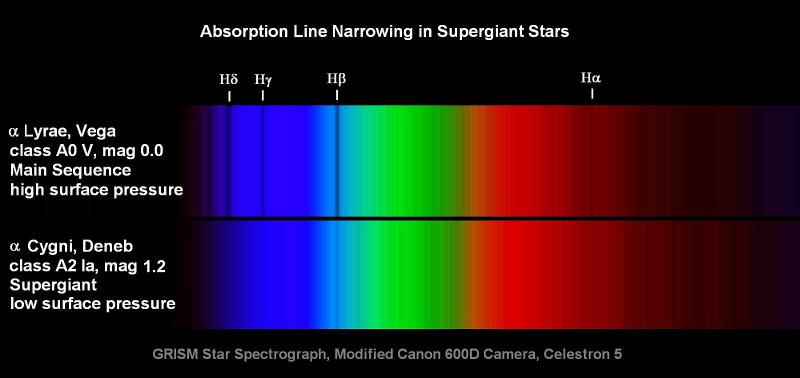 Absorption Line Narrowing in Supergiant Stars
Hδ Hγ Hβ Hα
α Lyrae, Vega
class A0 V, mag 0.0
Main Sequence
high surface pressure
α Cygni, Deneb
class A2 Ia, mag 1.2
Supergiant
low surface pressure
GRISM Star Spectrograph, Modified Canon 600D Camera, Celestron 5